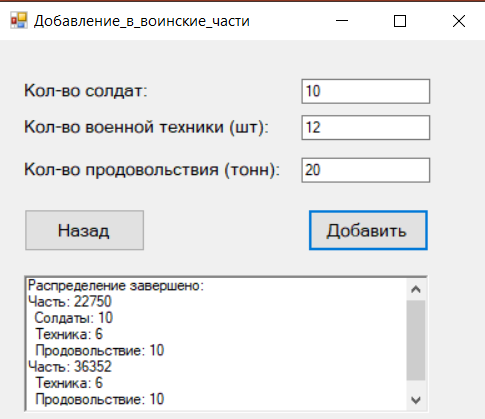 Добавление_в_воинские_части
Кол-во солдат:
10
Кол-во военной техники (шт):
12
Кол-во продовольствия (тонн):
20
Назад
Добавить
Распределение завершено:
Часть: 22750
Солдаты: 10
Техника: 6
Продовольствие: 10
Часть: 36352
Техника: 6
Продовольствие: 10